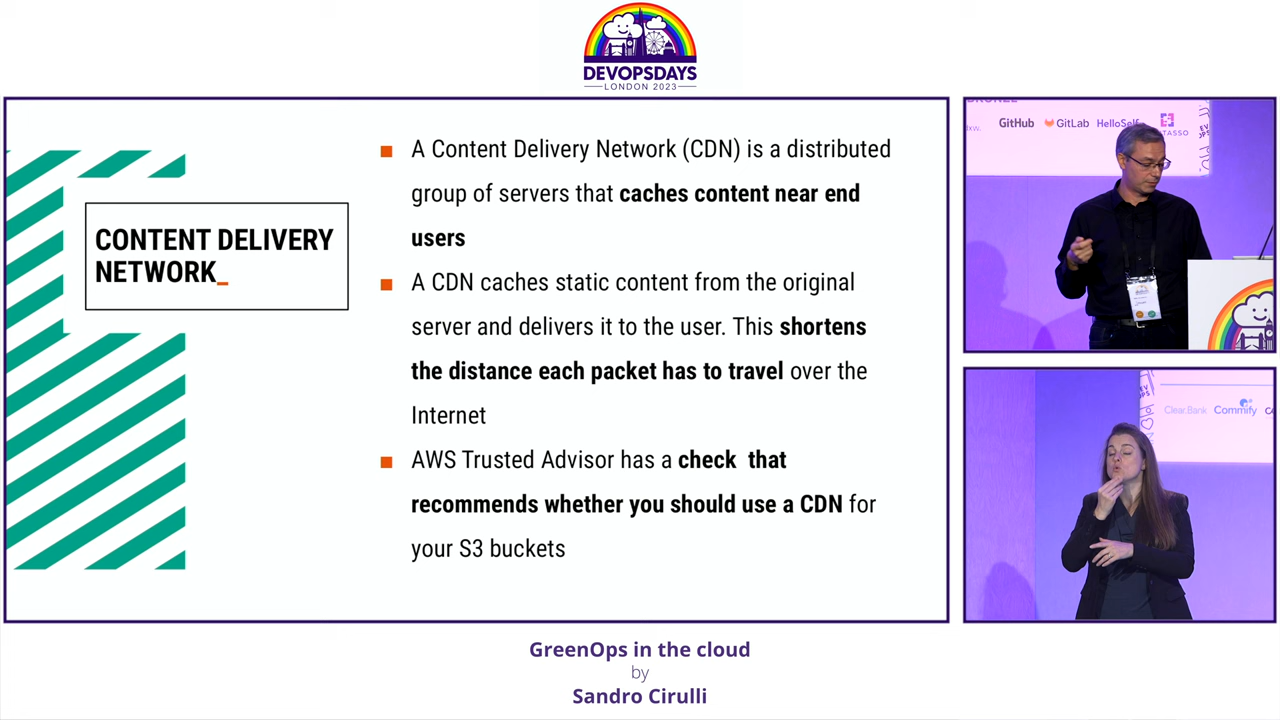 DEVOPSDAYS
LONDON 2023
CONTENT DELIVERY
NETWORK_
■ A Content Delivery Network (CDN) is a distributed
group of servers that caches content near end
users
■ A CDN caches static content from the original
server and delivers it to the user. This shortens
the distance each packet has to travel over the
Internet
■ AWS Trusted Advisor has a check that
recommends whether you should use a CDN for
your S3 buckets
GitHub
GitLab
HelloSelf
Clear.Bank
Commify
GreenOps in the cloud
by
Sandro Cirulli